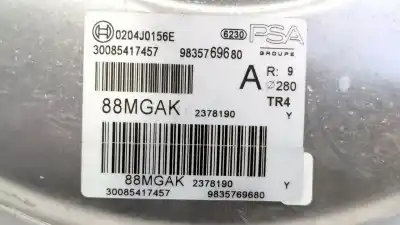 0204J0156E 6230 PSA
GROUPE
30085417457 9835769680
A R: 9
Ø280
TR4
88MGAK 2378190 Y
88MGAK 2378190 Y
30085417457 9835769680